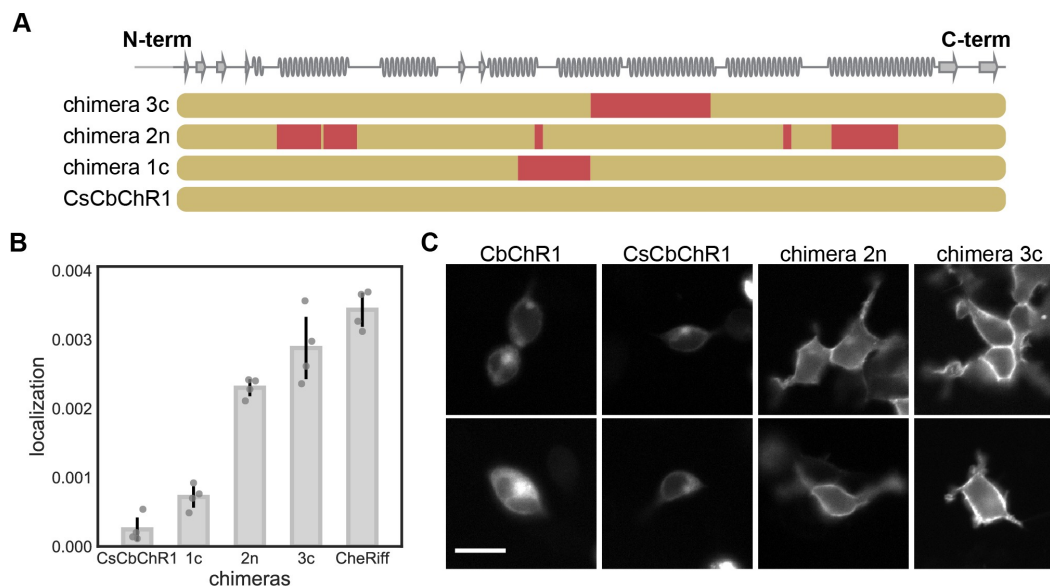 A
N-term
C-term
chimera 3c
chimera 2n
chimera 1c
CsCbChR1
B
0.004
0.003
0.002
0.001
0.000
localization
CsCbChR1 1c 2n 3c CheRiff
chimeras
C
CbChR1 CsCbChR1 chimera 2n chimera 3c